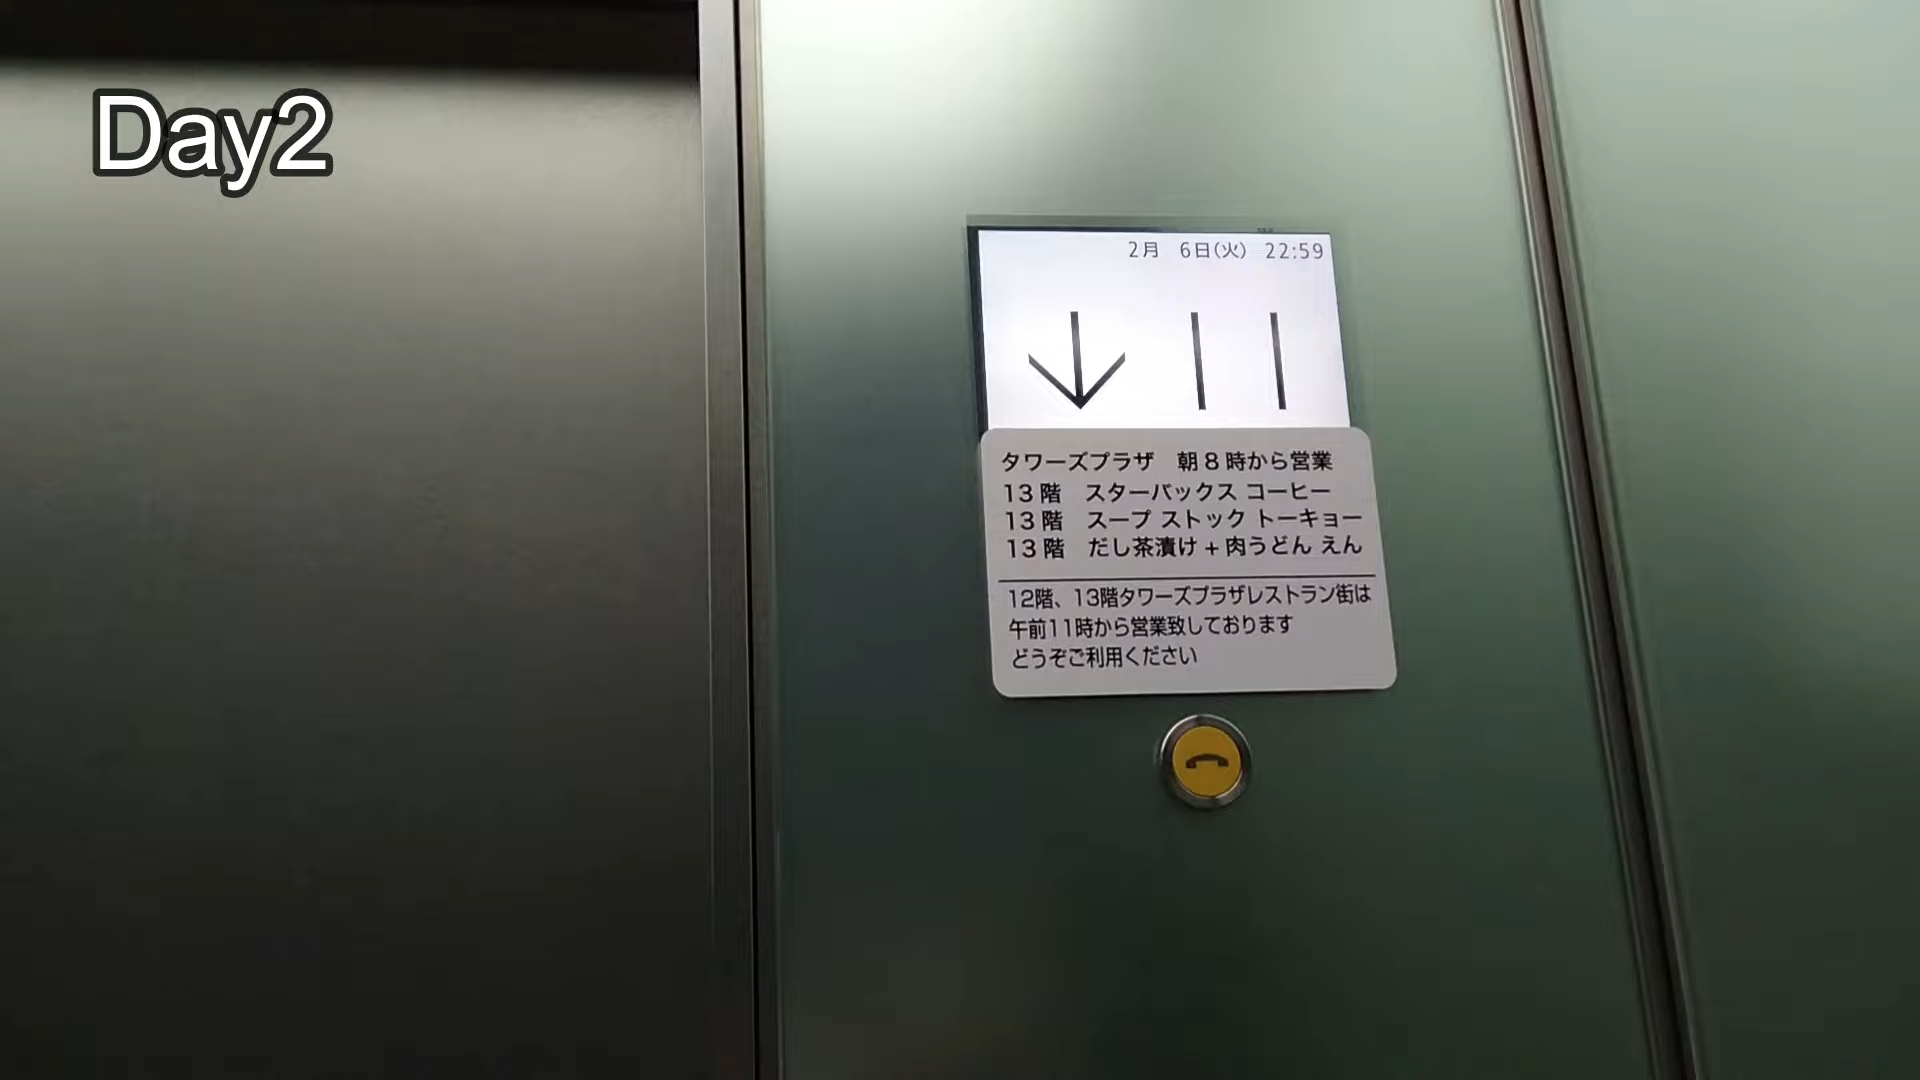 Day2
2月 6日(火) 22:59
↓ 11
タワーズプラザ 朝8時から営業
13階 スターバックス コーヒー
13階 スープ ストック トーキョー
13階 だし茶漬け+肉うどん えん
12階、13階タワーズプラザレストラン街は
午前11時から営業致しております
どうぞご利用ください